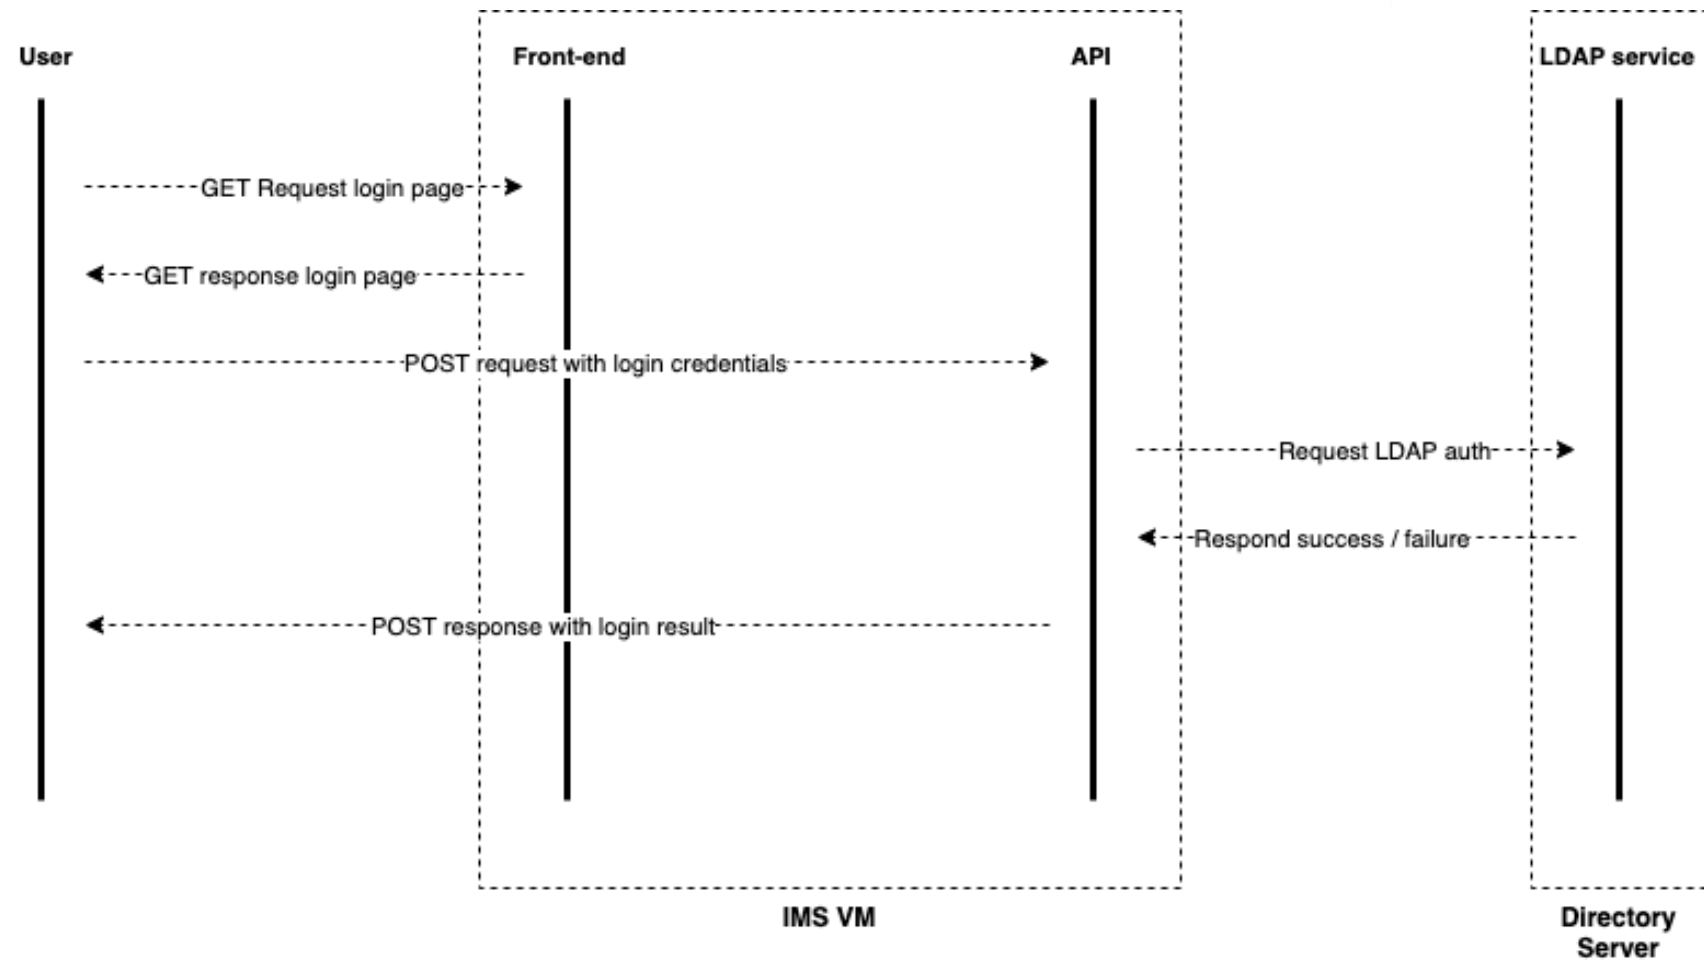 User
Front-end
API
LDAP service
GET Request login page
GET response login page
POST request with login credentials
Request LDAP auth
Respond success / failure
POST response with login result
IMS VM
Directory
Server